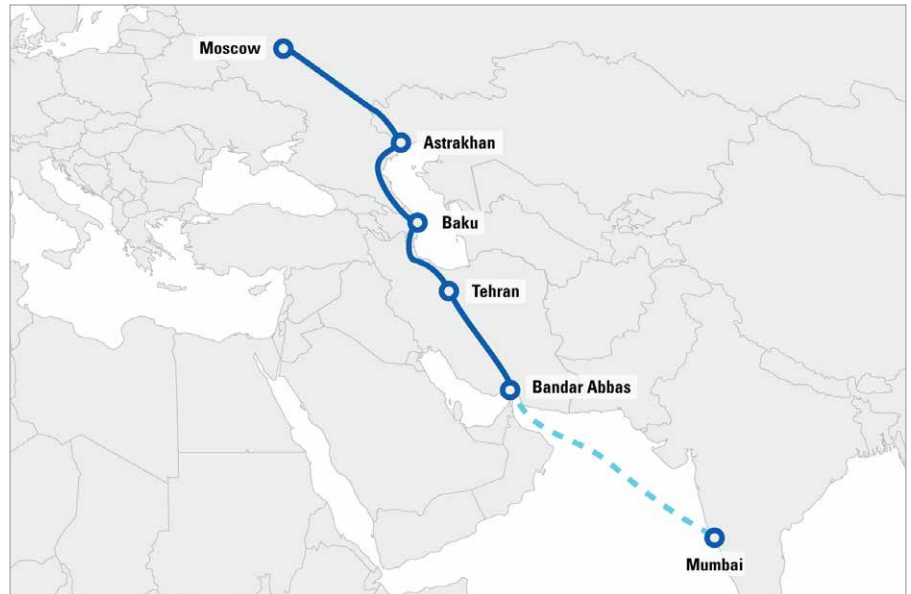 Moscow
Astrakhan
Baku
Tehran
Bandar Abbas
Mumbai